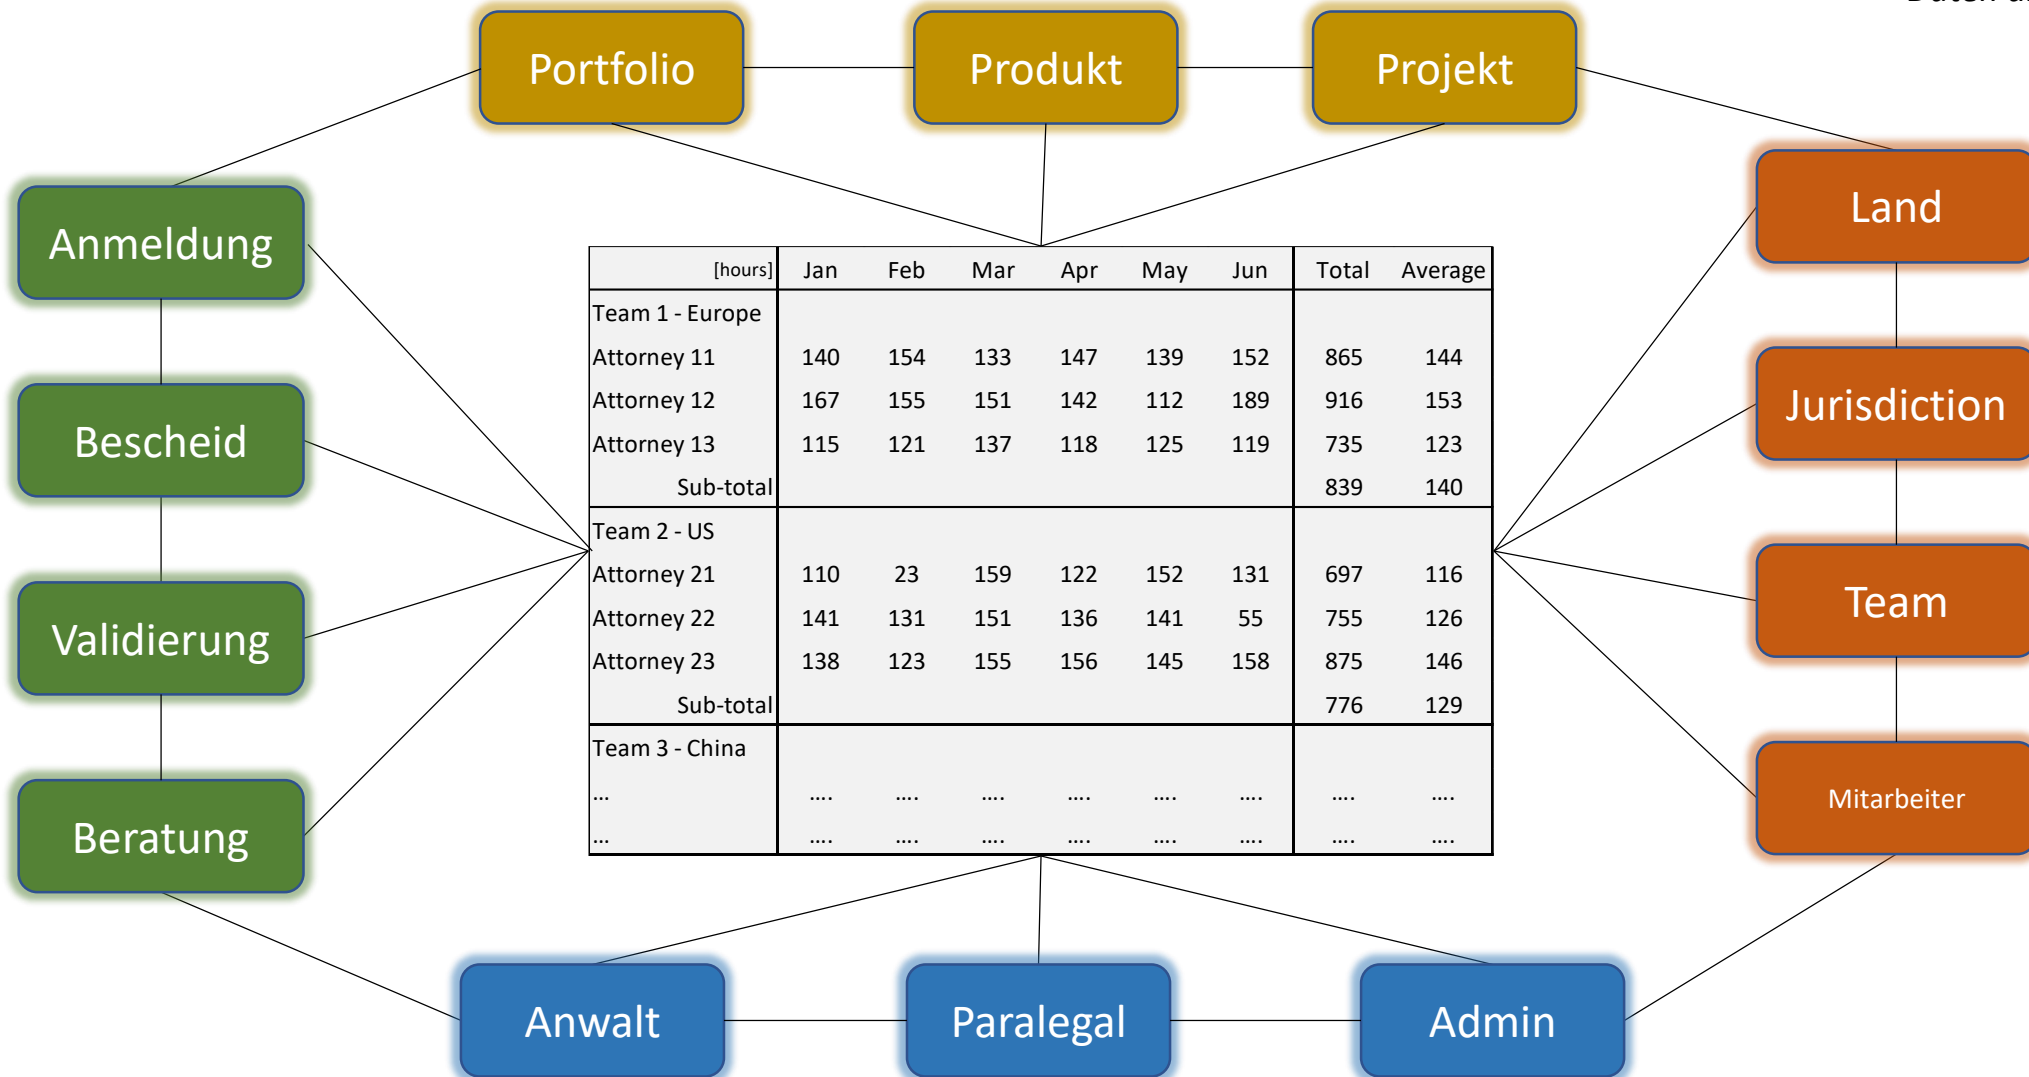 Portfolio Produkt Projekt
Anmeldung
Bescheid
Validierung
Beratung
[hours] Jan Feb Mar Apr May Jun Total Average
Team 1 - Europe
Attorney 11 140 154 133 147 139 152 865 144
Attorney 12 167 155 151 142 112 189 916 153
Attorney 13 115 121 137 118 125 119 735 123
Sub-total 839 140
Team 2 - US
Attorney 21 110 23 159 122 152 131 697 116
Attorney 22 141 131 151 136 141 55 755 126
Attorney 23 138 123 155 156 145 158 875 146
Sub-total 776 129
Team 3 - China
... .... .... .... .... .... .... .... ....
... .... .... .... .... .... .... .... ....
Land
Jurisdiction
Team
Mitarbeiter
Anwalt Paralegal Admin